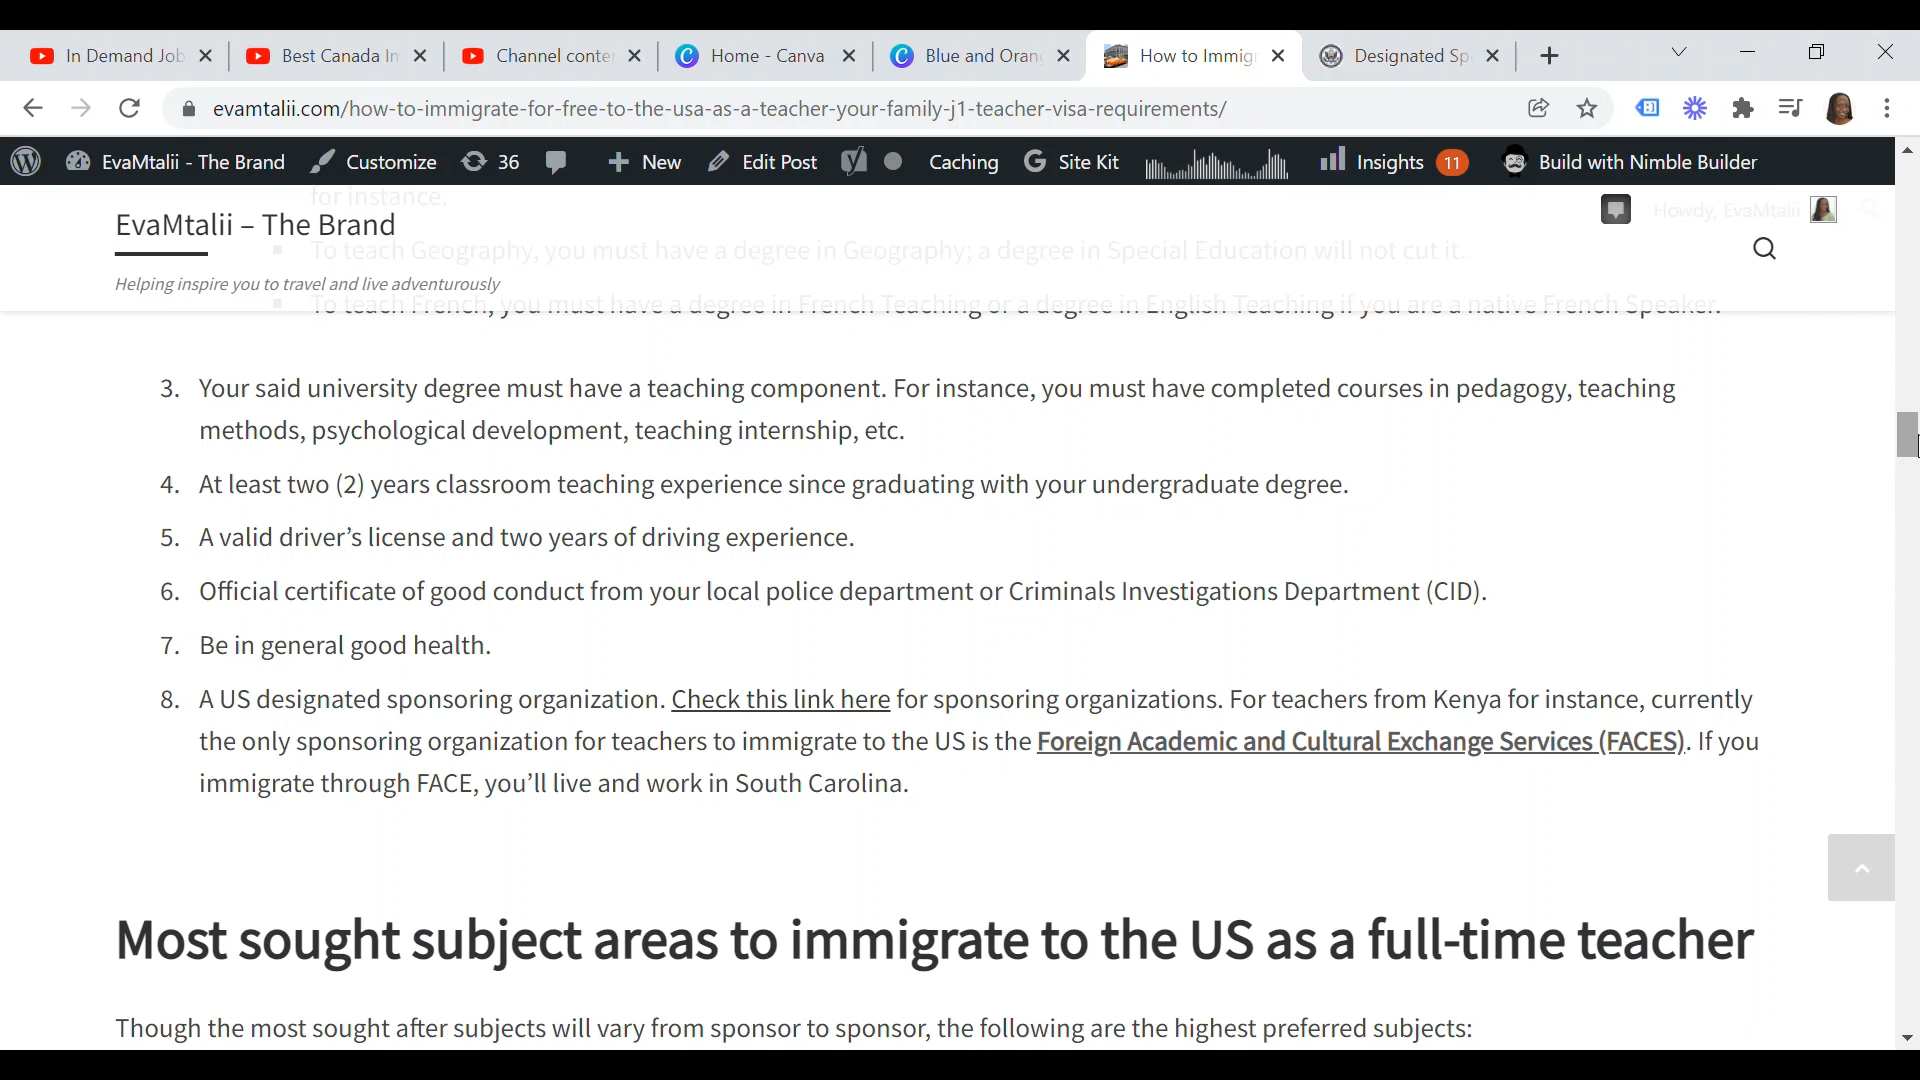 In Demand Job
Best Canada Im
Channel conte
Home - Canva
Blue and Oran
How to Immig
Designated Sp
evamtalii.com/how-to-immigrate-for-free-to-the-usa-as-a-teacher-your-family-j1-teacher-visa-requirements/
EvaMtalii - The Brand Customize 36 New Edit Post Caching Site Kit Insights 11 Build with Nimble Builder
for instance.
Howdy, EvaMtalii
EvaMtalii – The Brand
To teach Geography, you must have a degree in Geography; a degree in Special Education will not cut it.
Helping inspire you to travel and live adventurously
To teach French, you must have a degree in French Teaching or a degree in English Teaching if you are a native French Speaker.
3. Your said university degree must have a teaching component. For instance, you must have completed courses in pedagogy, teaching
methods, psychological development, teaching internship, etc.
4. At least two (2) years classroom teaching experience since graduating with your undergraduate degree.
5. A valid driver’s license and two years of driving experience.
6. Official certificate of good conduct from your local police department or Criminals Investigations Department (CID).
7. Be in general good health.
8. A US designated sponsoring organization. Check this link here for sponsoring organizations. For teachers from Kenya for instance, currently
the only sponsoring organization for teachers to immigrate to the US is the Foreign Academic and Cultural Exchange Services (FACES). If you
immigrate through FACE, you’ll live and work in South Carolina.
Most sought subject areas to immigrate to the US as a full-time teacher
Though the most sought after subjects will vary from sponsor to sponsor, the following are the highest preferred subjects: